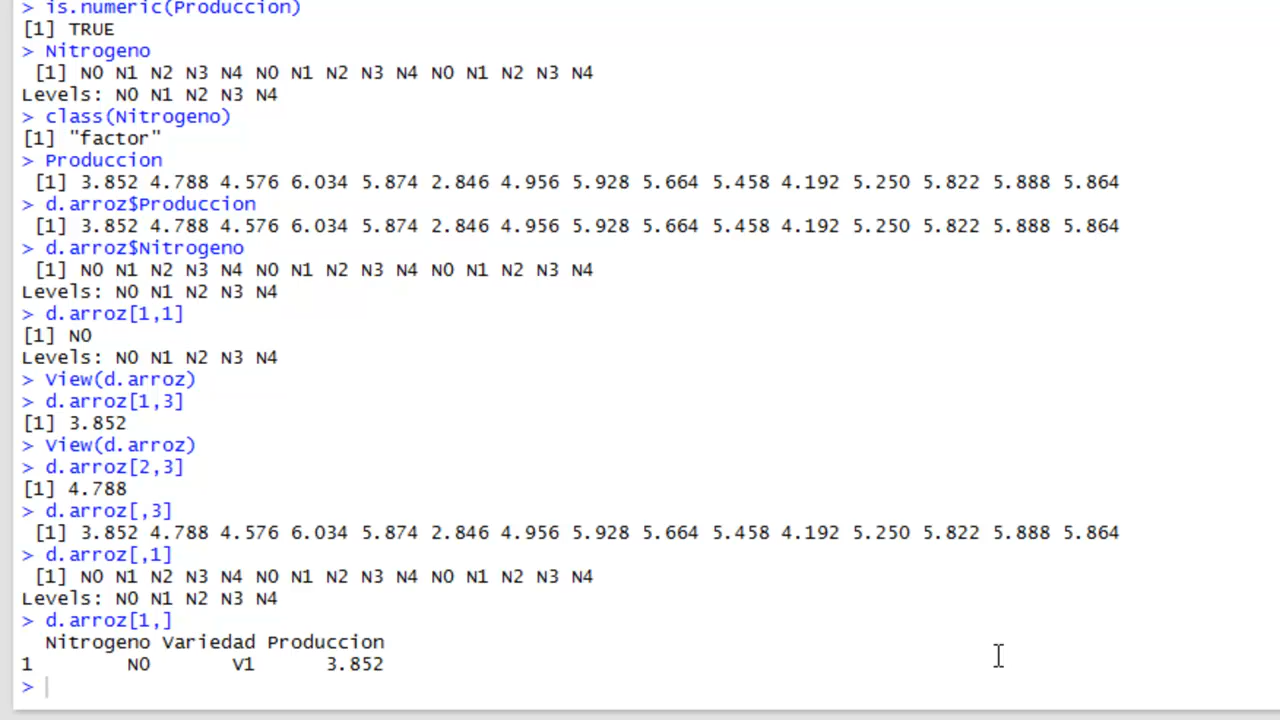 > is.numeric(Produccion)
[1] TRUE
> Nitrogeno
[1] N0 N1 N2 N3 N4 N0 N1 N2 N3 N4 N0 N1 N2 N3 N4
Levels: N0 N1 N2 N3 N4
> class(Nitrogeno)
[1] "factor"
> Produccion
[1] 3.852 4.788 4.576 6.034 5.874 2.846 4.956 5.928 5.664 5.458 4.192 5.250 5.822 5.888 5.864
> d.arroz$Produccion
[1] 3.852 4.788 4.576 6.034 5.874 2.846 4.956 5.928 5.664 5.458 4.192 5.250 5.822 5.888 5.864
> d.arroz$Nitrogeno
[1] N0 N1 N2 N3 N4 N0 N1 N2 N3 N4 N0 N1 N2 N3 N4
Levels: N0 N1 N2 N3 N4
> d.arroz[1,1]
[1] N0
Levels: N0 N1 N2 N3 N4
> View(d.arroz)
> d.arroz[1,3]
[1] 3.852
> View(d.arroz)
> d.arroz[2,3]
[1] 4.788
> d.arroz[,3]
[1] 3.852 4.788 4.576 6.034 5.874 2.846 4.956 5.928 5.664 5.458 4.192 5.250 5.822 5.888 5.864
> d.arroz[,1]
[1] N0 N1 N2 N3 N4 N0 N1 N2 N3 N4 N0 N1 N2 N3 N4
Levels: N0 N1 N2 N3 N4
> d.arroz[1,]
Nitrogeno Variedad Produccion
1 N0 V1 3.852
>